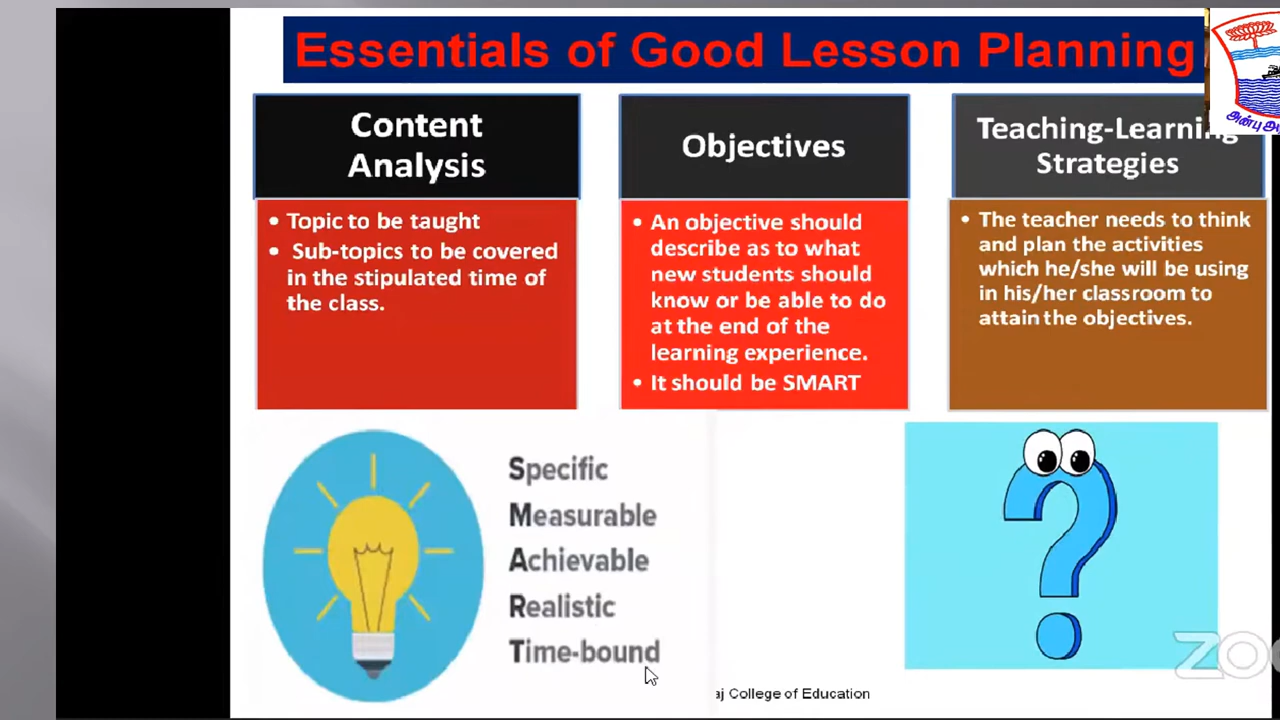 Essentials of Good Lesson Planning
Content
Analysis
• Topic to be taught
• Sub-topics to be covered
in the stipulated time of
the class.
Objectives
• An objective should
describe as to what
new students should
know or be able to do
at the end of the
learning experience.
• It should be SMART
Teaching-Learning
Strategies
• The teacher needs to think
and plan the activities
which he/she will be using
in his/her classroom to
attain the objectives.
Specific
Measurable
Achievable
Realistic
Time-bound
College of Education
அன்பு